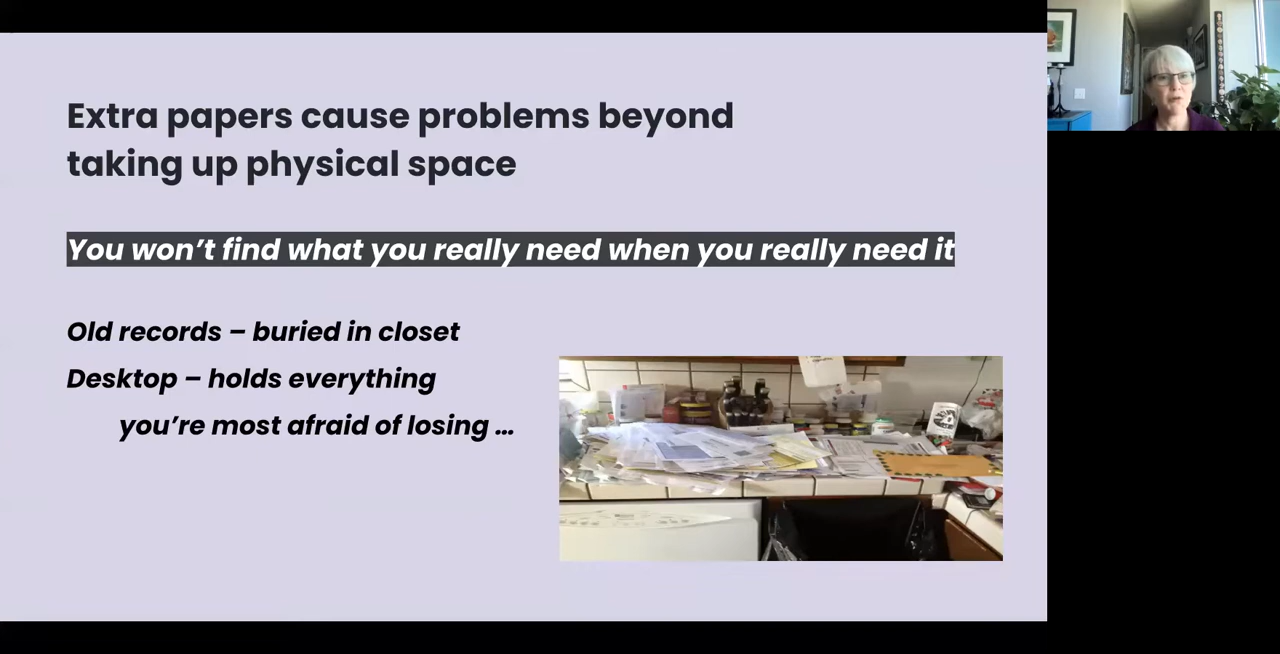 Extra papers cause problems beyond
taking up physical space
You won't find what you really need when you really need it
Old records – buried in closet
Desktop – holds everything
you're most afraid of losing ...